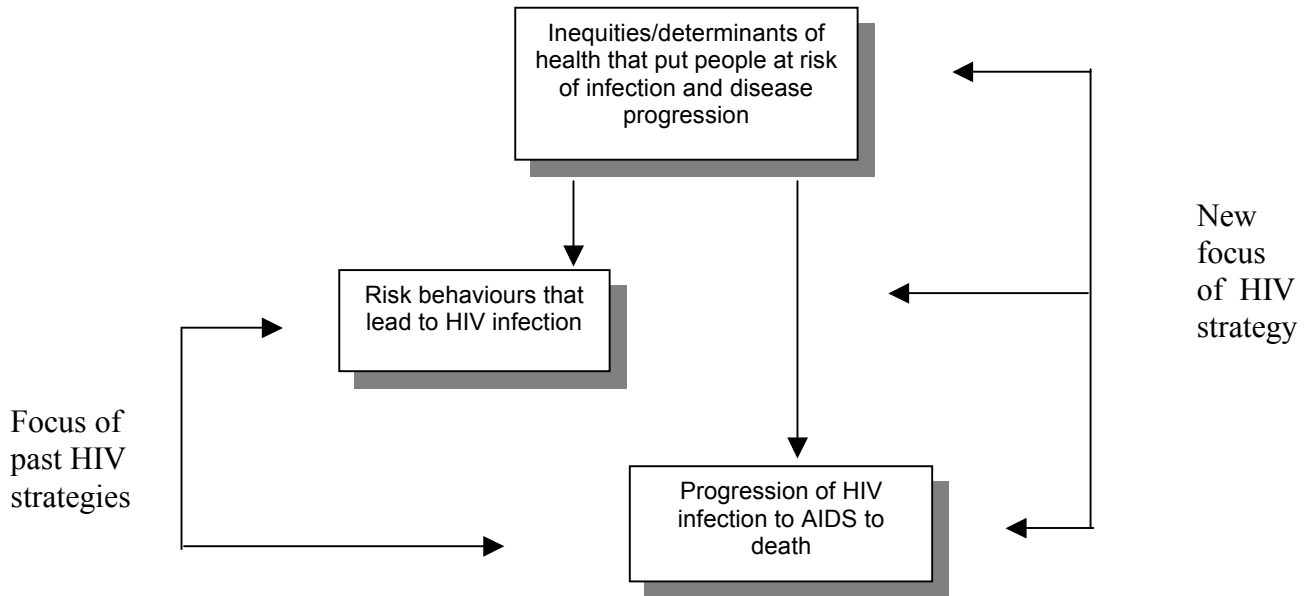 Inequities/determinants of
health that put people at risk
of infection and disease
progression
New
focus
of HIV
strategy
Risk behaviours that
lead to HIV infection
Focus of
past HIV
strategies
Progression of HIV
infection to AIDS to
death